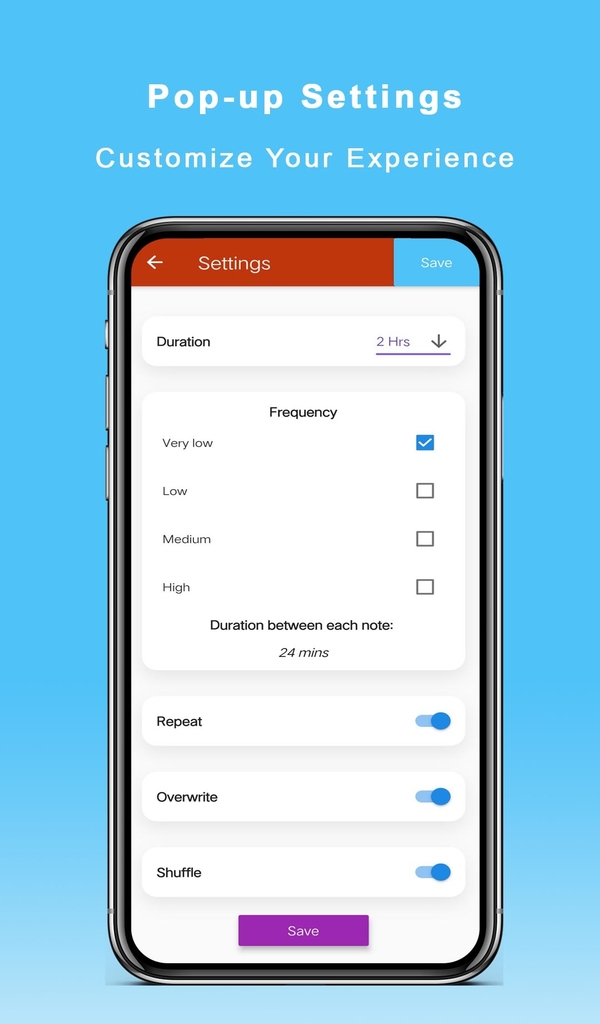 Pop-up Settings
Customize Your Experience
Settings
Save
Duration
2 Hrs
Frequency
Very low
Low
Medium
High
Duration between each note:
24 mins
Repeat
Overwrite
Shuffle
Save